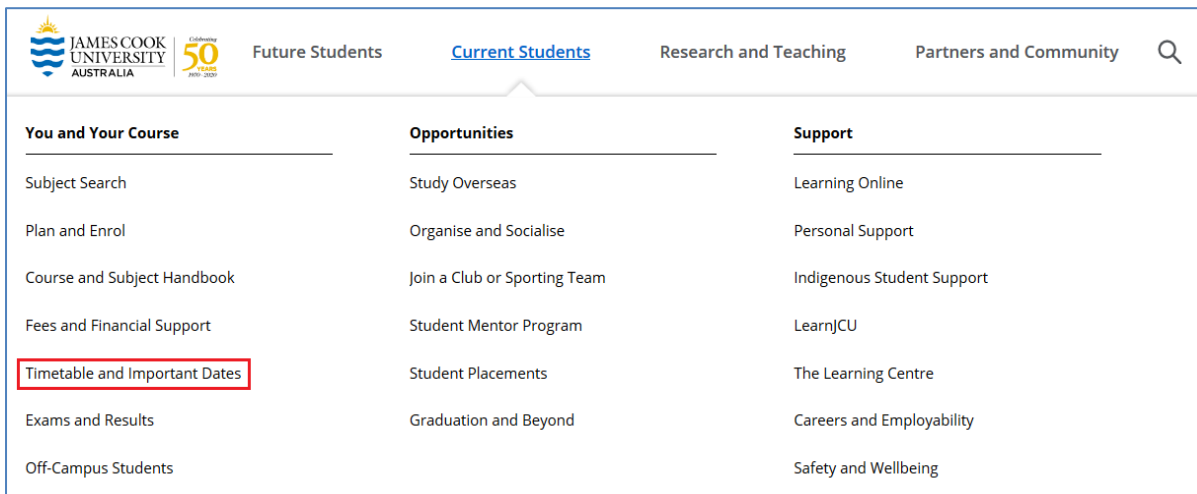 JAMES COOK
UNIVERSITY
AUSTRALIA
Celebrating
50
YEARS
1970 - 2020
Future Students
Current Students
Research and Teaching
Partners and Community
You and Your Course
Subject Search
Plan and Enrol
Course and Subject Handbook
Fees and Financial Support
Timetable and Important Dates
Exams and Results
Off-Campus Students
Opportunities
Study Overseas
Organise and Socialise
Join a Club or Sporting Team
Student Mentor Program
Student Placements
Graduation and Beyond
Support
Learning Online
Personal Support
Indigenous Student Support
LearnJCU
The Learning Centre
Careers and Employability
Safety and Wellbeing